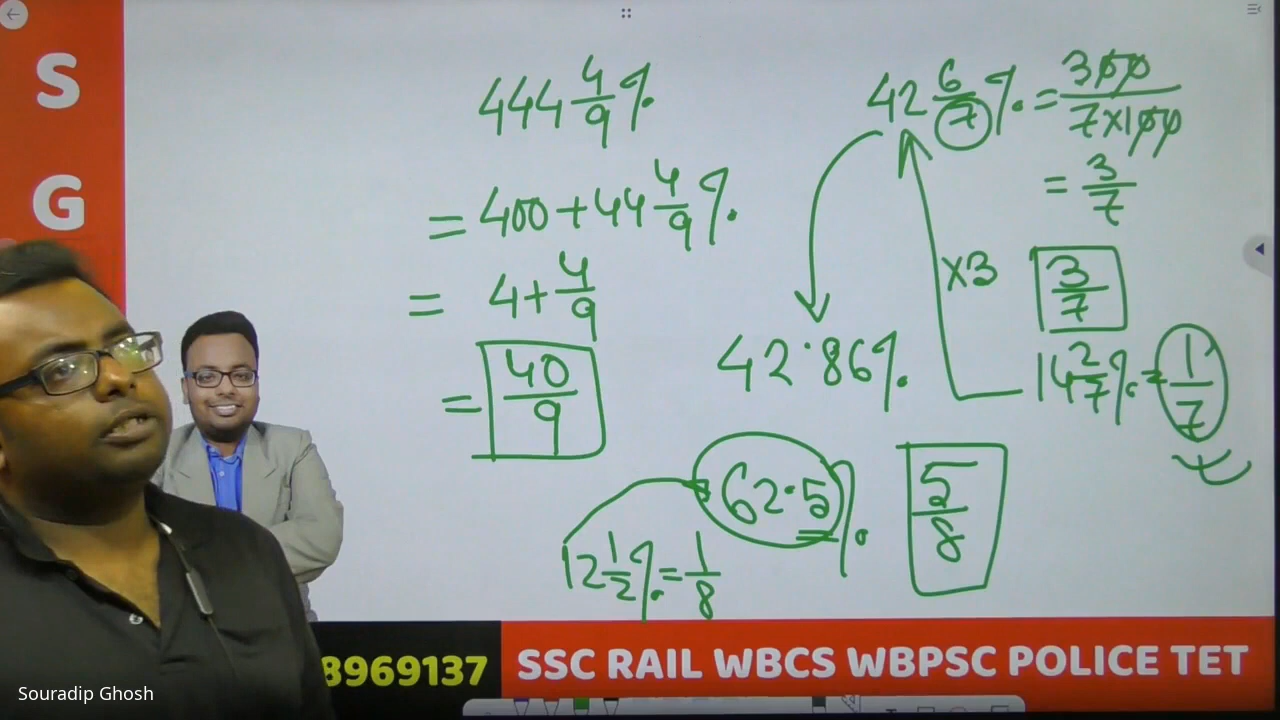 S
G
444 4/9 %
= 400 + 44 4/9 %
= 4 + 4/9
= 40/9
42 6/7 % = 300/7×100
= 3/7
×3
3/7
42·86%
14 2/7 % = 1/7
62·5%
5/8
12 1/2 % = 1/8
8969137
SSC RAIL WBCS WBPSC POLICE TET
Souradip Ghosh